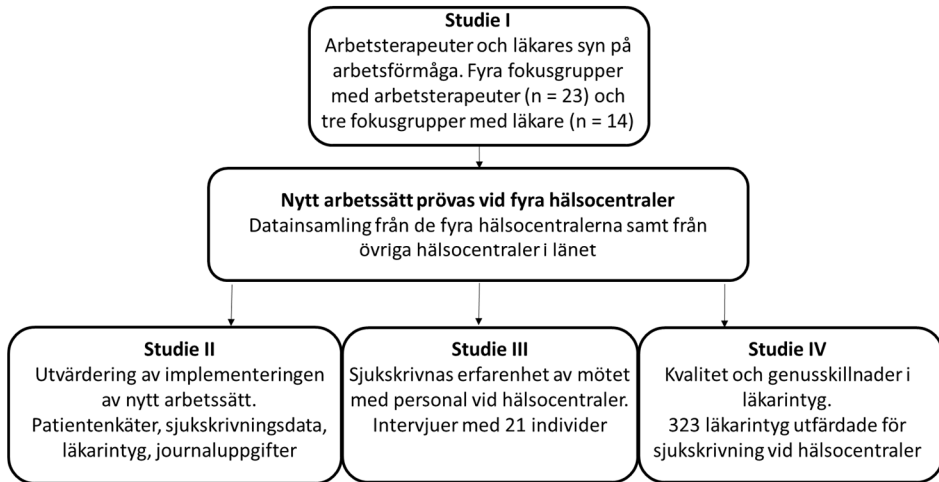 Studie I
Arbetsterapeuter och läkares syn på
arbetsförmåga. Fyra fokusgrupper
med arbetsterapeuter (n = 23) och
tre fokusgrupper med läkare (n = 14)
Nytt arbetssätt prövas vid fyra hälsocentraler
Datainsamling från de fyra hälsocentralerna samt från
övriga hälsocentraler i länet
Studie II
Utvärdering av implementeringen
av nytt arbetssätt.
Patientenkäter, sjukskrivningsdata,
läkarintyg, journaluppgifter
Studie III
Sjukskrivnas erfarenhet av mötet
med personal vid hälsocentraler.
Intervjuer med 21 individer
Studie IV
Kvalitet och genusskillnader i
läkarintyg.
323 läkarintyg utfärdade för
sjukskrivning vid hälsocentraler